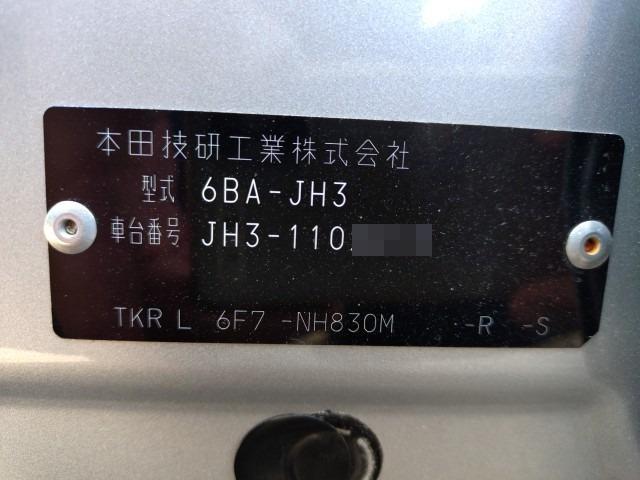 本田技研工業株式会社
型式 6BA-JH3
車台番号 JH3-110
TKR L 6F7 -NH830M -R -S